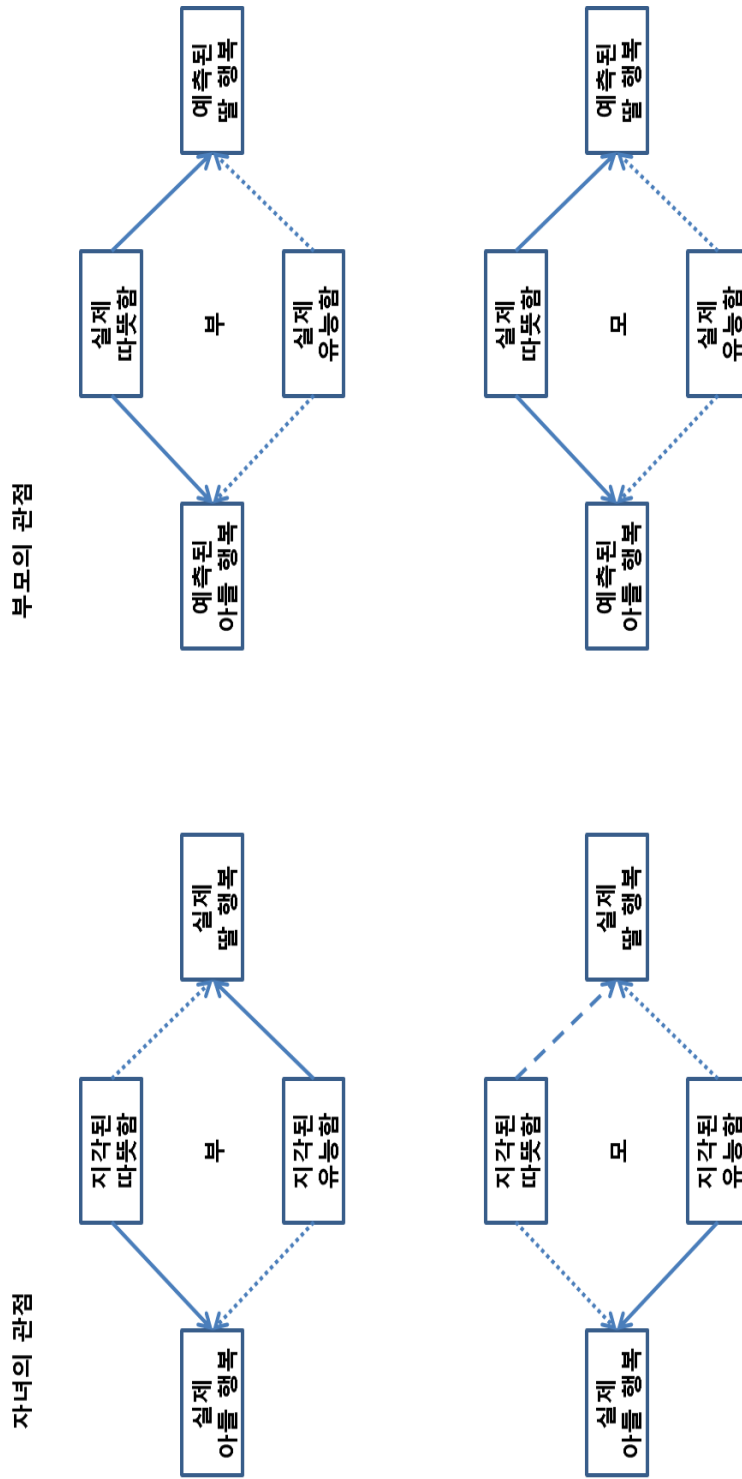 자녀의 관점
지각된
따뜻함
실제
아들 행복
부
실제
딸 행복
지각된
유능함
지각된
따뜻함
실제
아들 행복
모
실제
딸 행복
지각된
유능함
부모의 관점
실제
따뜻함
예측된
아들 행복
부
예측된
딸 행복
실제
유능함
실제
따뜻함
예측된
아들 행복
모
예측된
딸 행복
실제
유능함